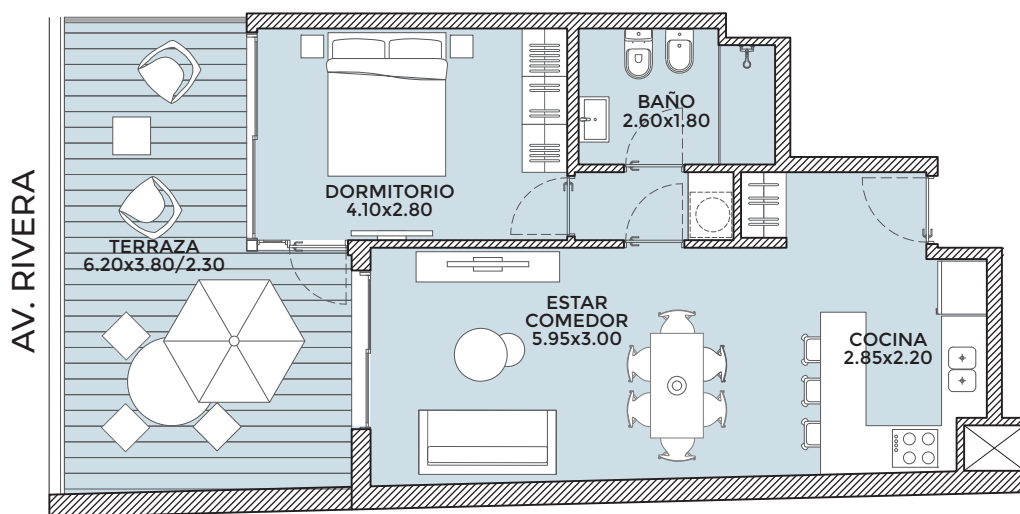 AV. RIVERA
BAÑO
2.60x1.80
DORMITORIO
4.10x2.80
TERRAZA
6.20x3.80/2.30
ESTAR
COMEDOR
5.95x3.00
COCINA
2.85x2.20